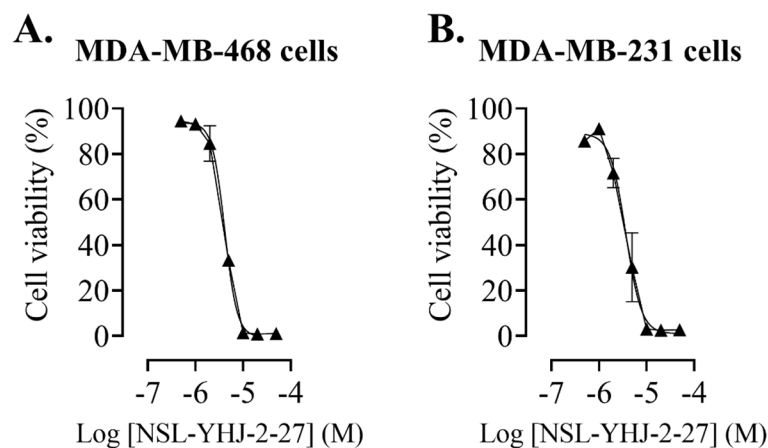 A.
MDA-MB-468 cells
Cell viability (%)
100
80
60
40
20
0
-7 -6 -5 -4
Log [NSL-YHJ-2-27] (M)
B.
MDA-MB-231 cells
Cell viability (%)
100
80
60
40
20
0
-7 -6 -5 -4
Log [NSL-YHJ-2-27] (M)